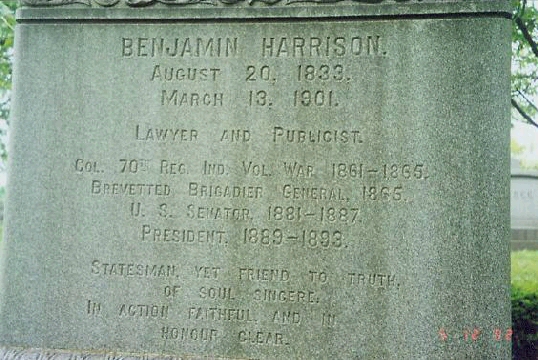 BENJAMIN HARRISON.
AUGUST 20, 1833.
MARCH 13, 1901.
LAWYER AND PUBLICIST.
COL. 70TH REG. IND. VOL. WAR 1861–1865.
BREVETTED BRIGADIER GENERAL, 1865.
U. S. SENATOR, 1881–1887.
PRESIDENT, 1889–1893.
STATESMAN, YET FRIEND TO TRUTH,
OF SOUL SINCERE,
IN ACTION FAITHFUL, AND IN
HONOUR CLEAR.